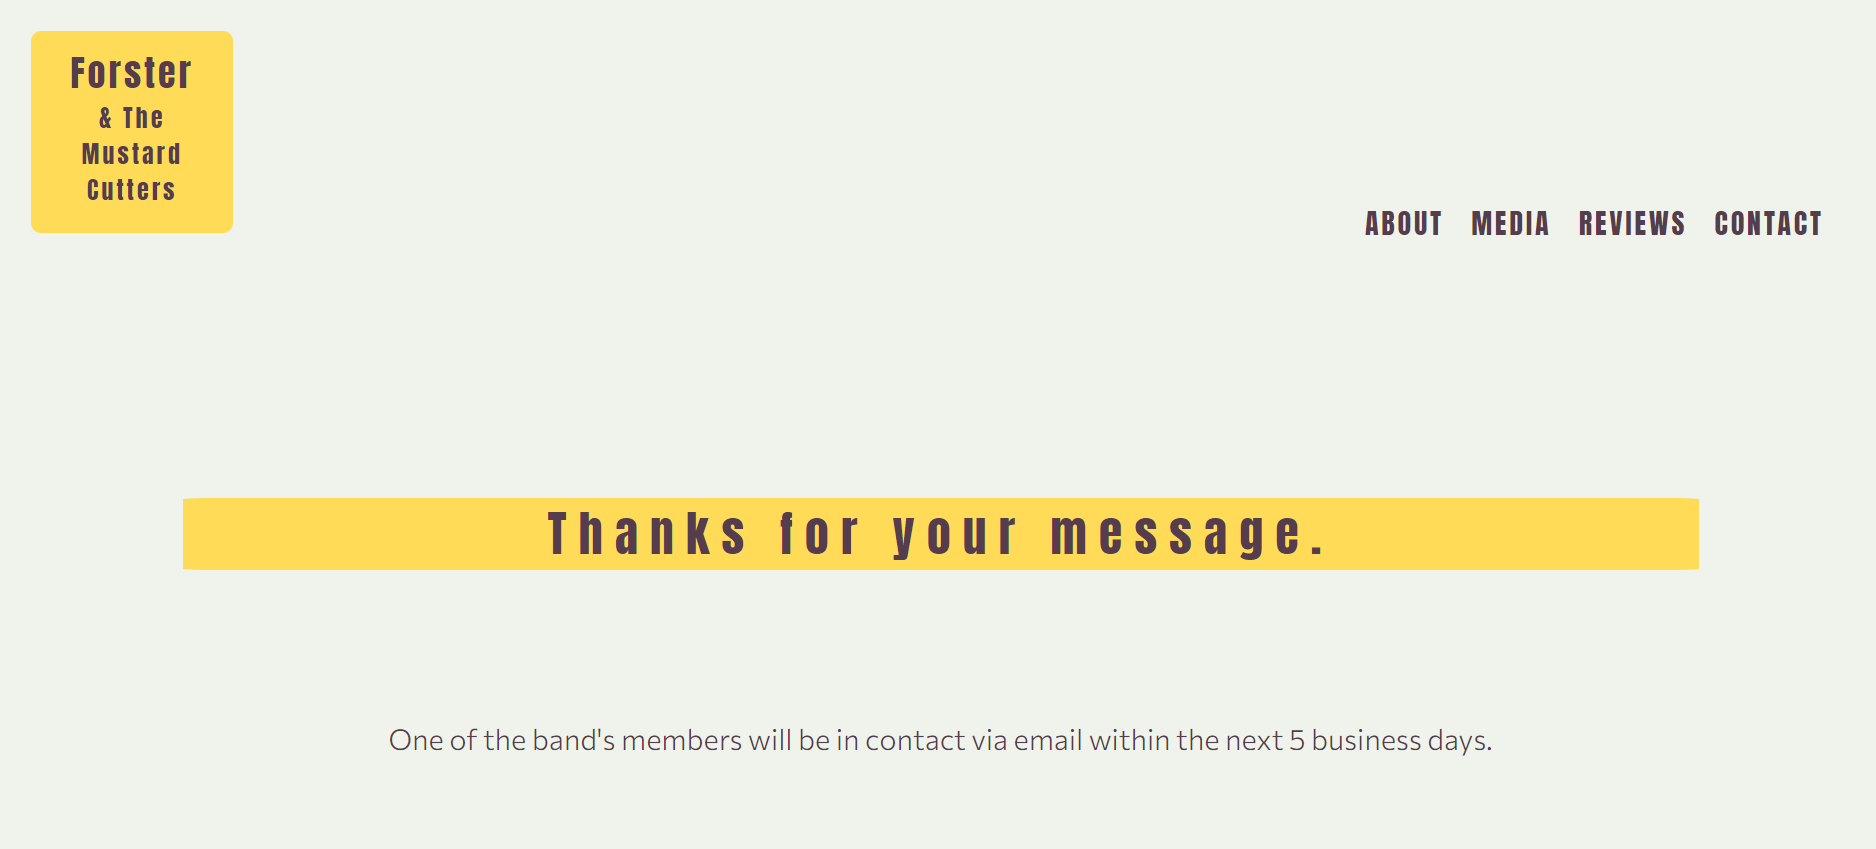 Forster
& The
Mustard
Cutters
ABOUT MEDIA REVIEWS CONTACT
Thanks for your message.
One of the band's members will be in contact via email within the next 5 business days.